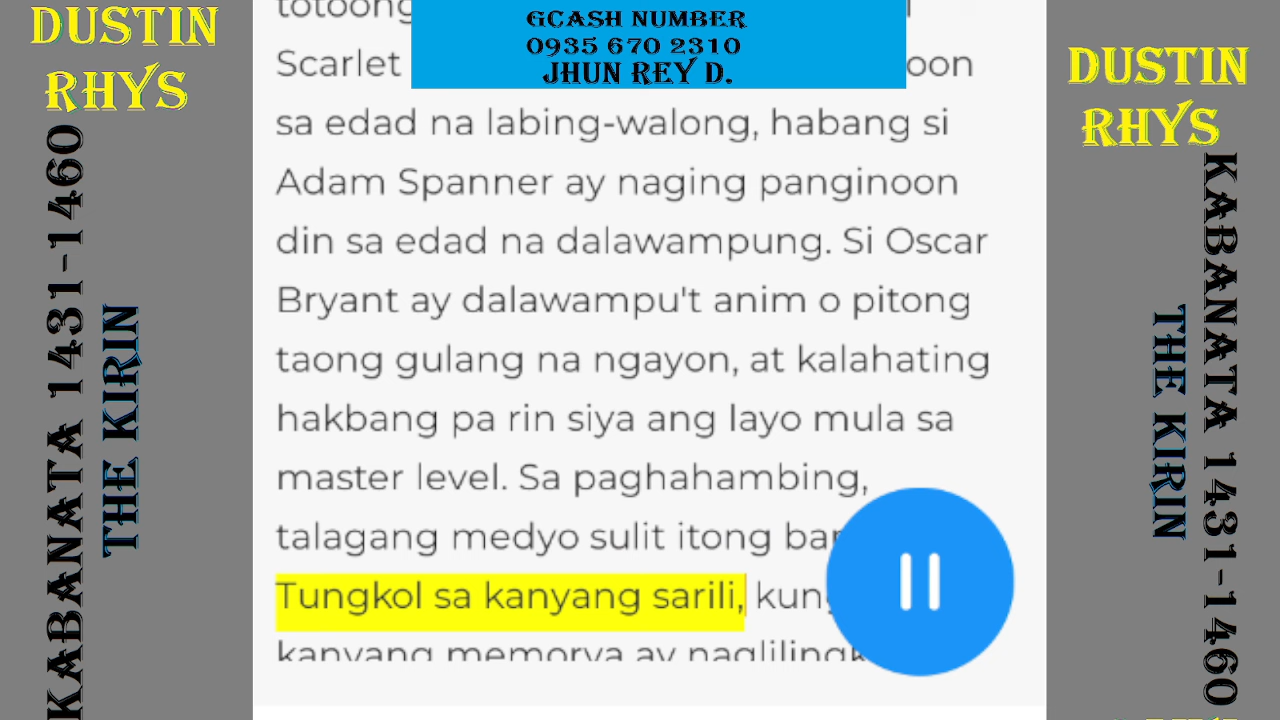 DUSTIN
RHYS
KABANATA 1431-1460
THE KIRIN
GCASH NUMBER
0935 670 2310
JHUN REY D.
Scarlet
sa edad na labing-walong, habang si
Adam Spanner ay naging panginoon
din sa edad na dalawampung. Si Oscar
Bryant ay dalawampu't anim o pitong
taong gulang na ngayon, at kalahating
hakbang pa rin siya ang layo mula sa
master level. Sa paghahambing,
talagang medyo sulit itong
Tungkol sa kanyang sarili,
kanyang memorya ay
DUSTIN
RHYS
KABANATA 1431-1460
THE KIRIN